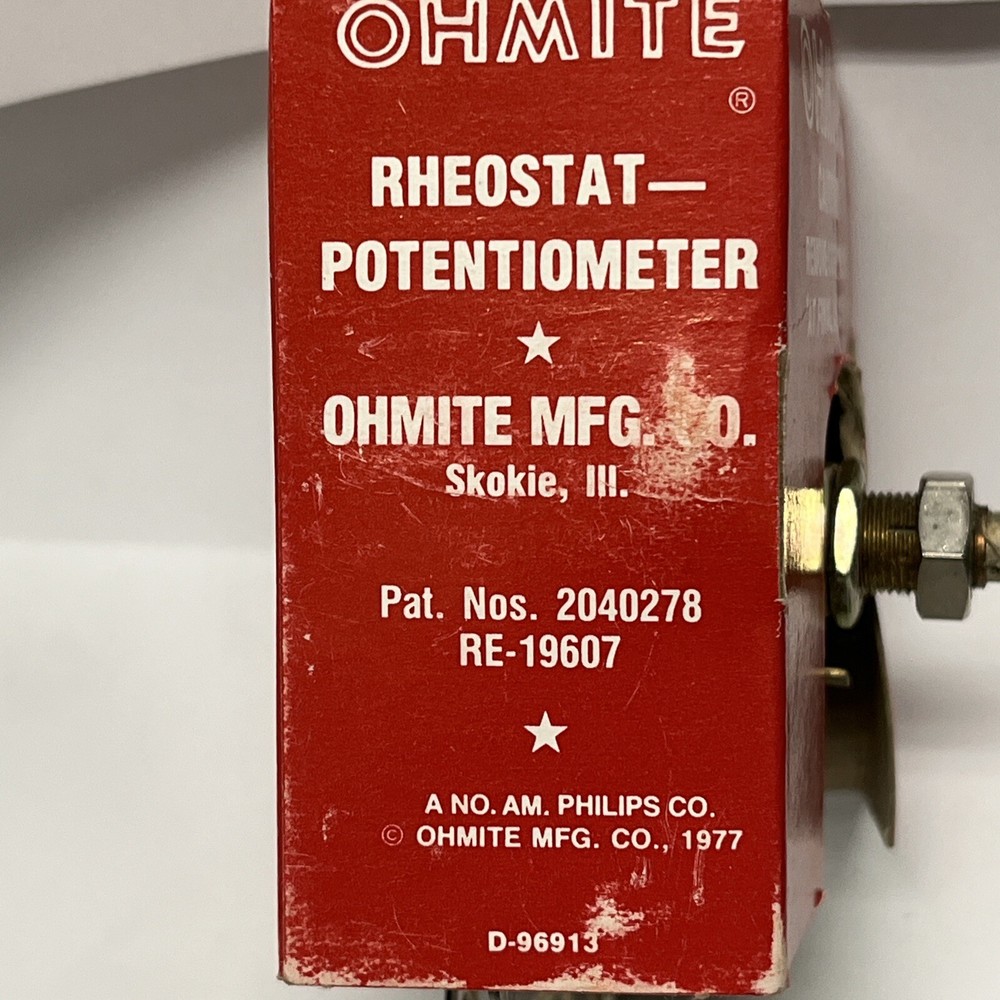 OHMITE
®
RHEOSTAT—
POTENTIOMETER
★
OHMITE MFG. CO.
Skokie, Ill.
Pat. Nos. 2040278
RE-19607
★
A NO. AM. PHILIPS CO.
© OHMITE MFG. CO., 1977
D-96913